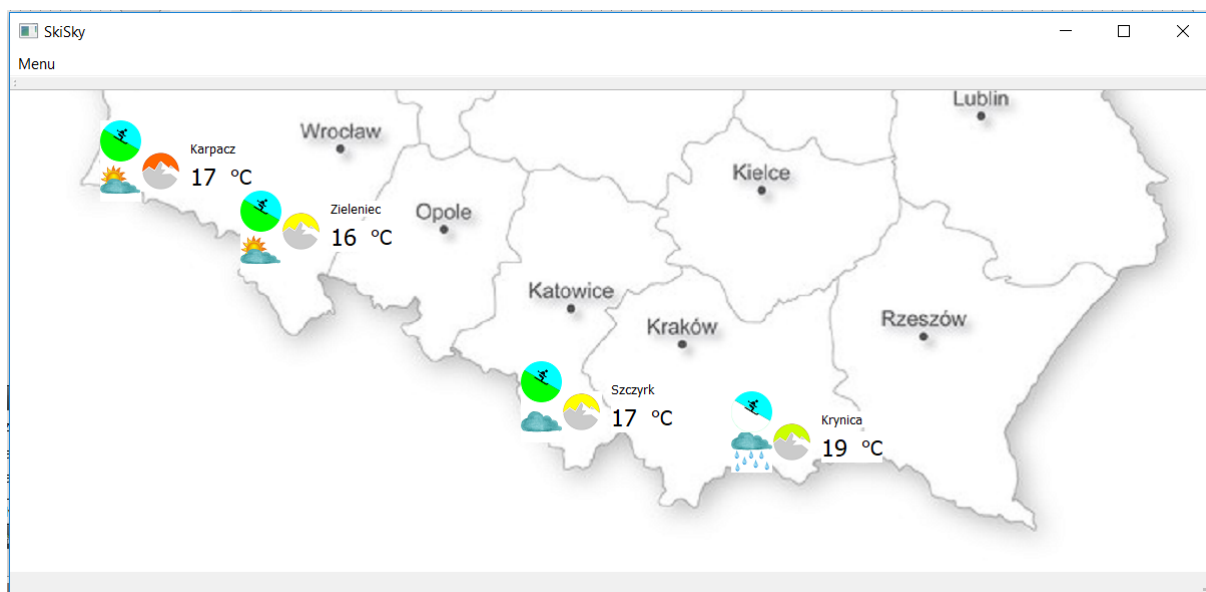 SkiSky
Menu
Lublin
Wrocław
Karpacz
17 °C
Kielce
Zieleniec
16 °C
Opole
Katowice
Kraków
Rzeszów
Szczyrk
17 °C
Krynica
19 °C